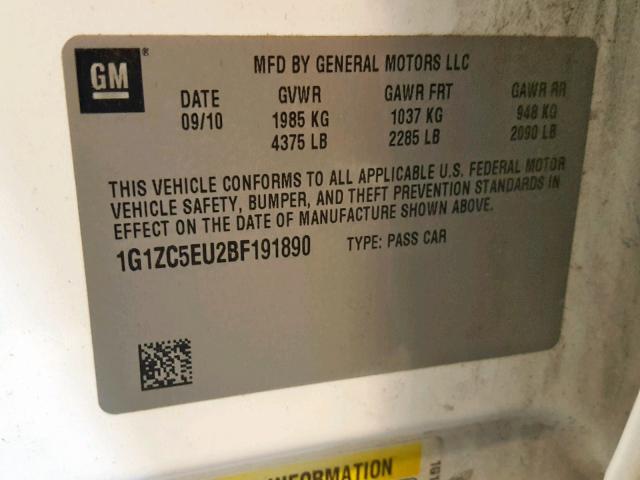 GM ®
MFD BY GENERAL MOTORS LLC
DATE GVWR GAWR FRT GAWR RR
09/10 1985 KG 1037 KG 948 KG
4375 LB 2285 LB 2090 LB
THIS VEHICLE CONFORMS TO ALL APPLICABLE U.S. FEDERAL MOTOR
VEHICLE SAFETY, BUMPER, AND THEFT PREVENTION STANDARDS IN
EFFECT ON THE DATE OF MANUFACTURE SHOWN ABOVE.
1G1ZC5EU2BF191890 TYPE: PASS CAR
INFORMATION